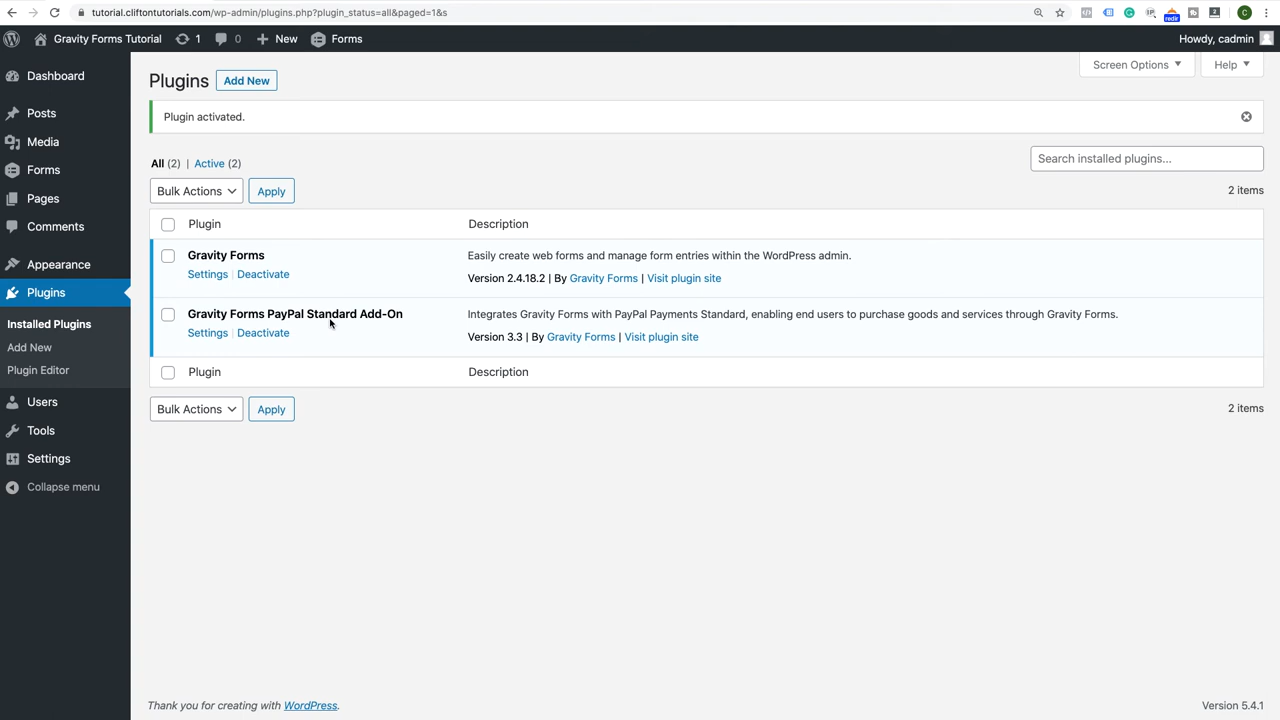 tutorial.cliftontutorials.com/wp-admin/plugins.php?plugin_status=all&paged=1&s
Gravity Forms Tutorial 1 0 New Forms Howdy, cadmin
Screen Options Help
Plugins Add New
Plugin activated.
All (2) | Active (2)
Search installed plugins...
Bulk Actions Apply 2 items
Plugin Description
Gravity Forms Easily create web forms and manage form entries within the WordPress admin.
Settings | Deactivate Version 2.4.18.2 | By Gravity Forms | Visit plugin site
Gravity Forms PayPal Standard Add-On Integrates Gravity Forms with PayPal Payments Standard, enabling end users to purchase goods and services through Gravity Forms.
Settings | Deactivate Version 3.3 | By Gravity Forms | Visit plugin site
Plugin Description
Bulk Actions Apply 2 items
Dashboard
Posts
Media
Forms
Pages
Comments
Appearance
Plugins
Installed Plugins
Add New
Plugin Editor
Users
Tools
Settings
Collapse menu
Thank you for creating with WordPress. Version 5.4.1